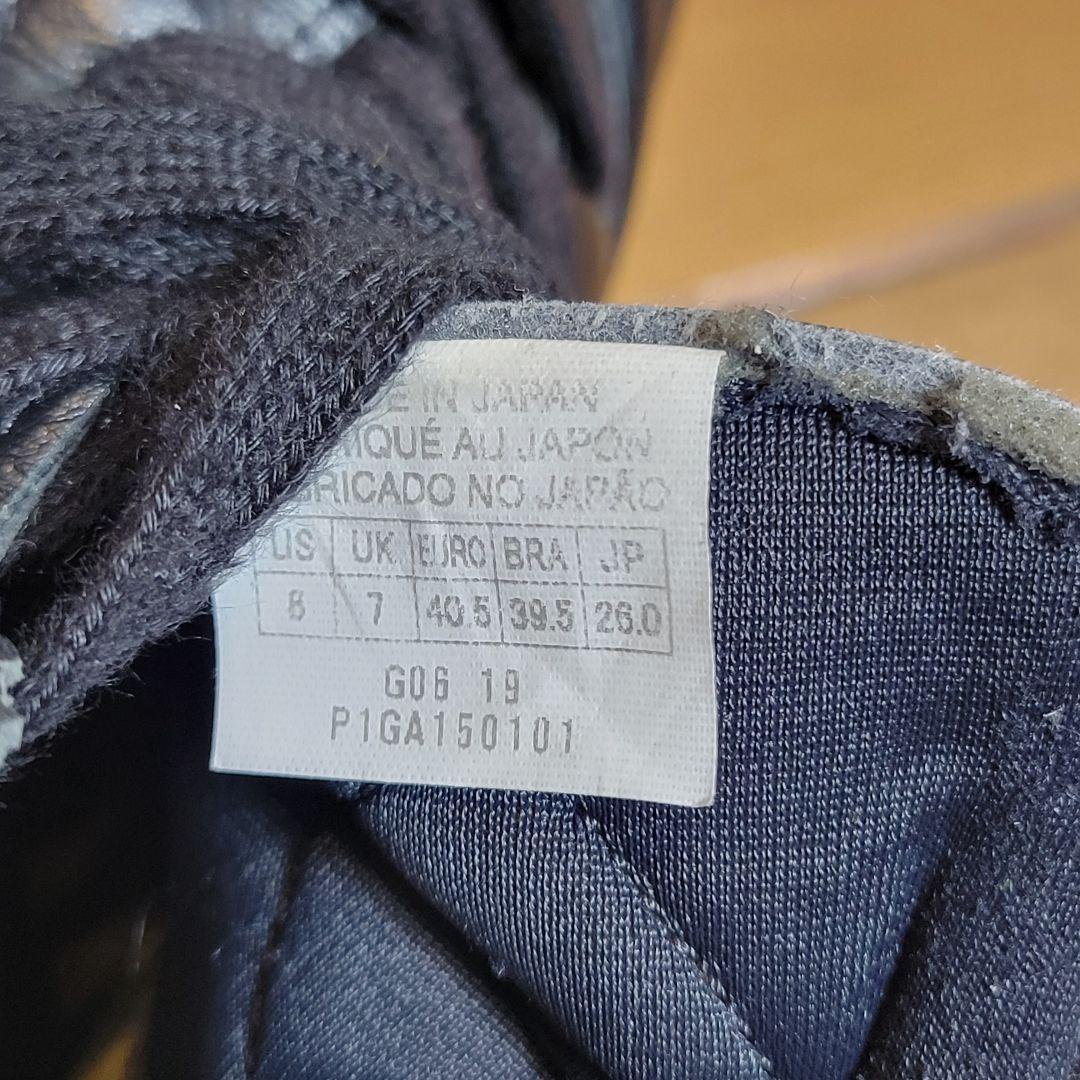 E IN JAPAN
RIQUÉ AU JAPON
BRICADO NO JAPÃO
US UK EURO BRA JP
8 7 40.5 39.5 26.0
G06 19
P1GA150101